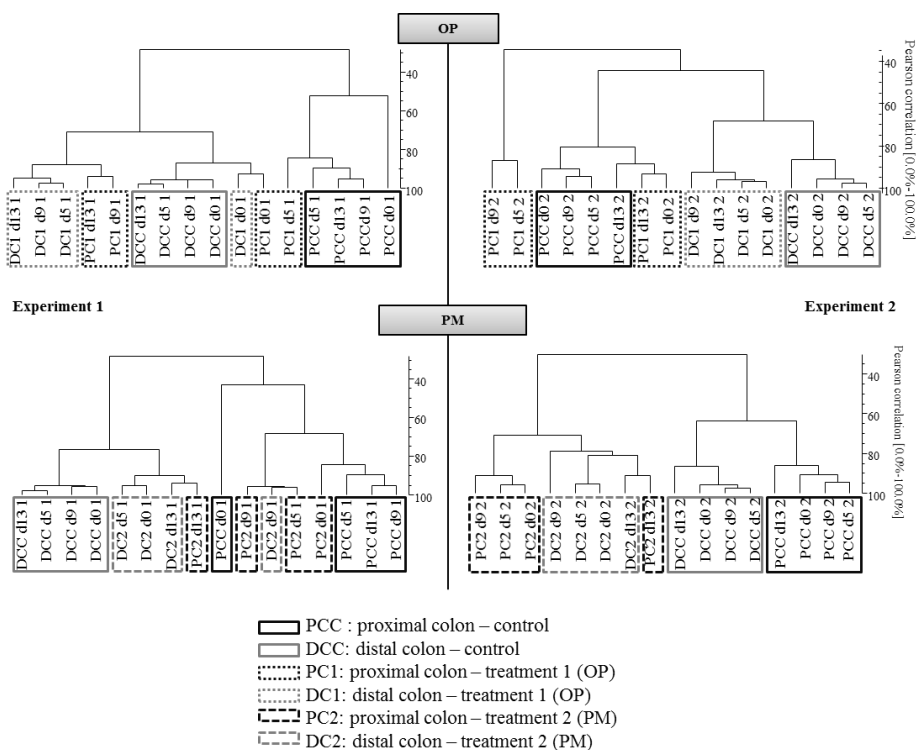 OP
Pearson correlation [0.0%-100.0%]
40
60
80
100
DC1 d13 1
DC1 d9 1
DC1 d5 1
PC1 d13 1
PC1 d9 1
DCC d13 1
DCC d5 1
DCC d9 1
DCC d0 1
DC1 d0 1
PC1 d0 1
PC1 d5 1
PCC d5 1
PCC d13 1
PCC d9 1
PCC d0 1
40
60
80
100
PC1 d9 2
PC1 d5 2
PCC d0 2
PCC d9 2
PCC d5 2
PCC d13 2
PC1 d13 2
PC1 d0 2
DC1 d9 2
DC1 d13 2
DC1 d5 2
DC1 d0 2
DCC d13 2
DCC d0 2
DCC d9 2
DCC d5 2
Experiment 1
Experiment 2
PM
Pearson correlation [0.0%-100.0%]
40
60
80
100
DCC d13 1
DCC d5 1
DCC d9 1
DCC d0 1
DC2 d5 1
DC2 d0 1
DC2 d13 1
PC2 d13 1
PCC d0 1
PC2 d9 1
DC2 d9 1
PC2 d5 1
PC2 d0 1
PCC d5 1
PCC d13 1
PCC d9 1
40
60
80
100
PC2 d9 2
PC2 d5 2
PC2 d0 2
DC2 d9 2
DC2 d5 2
DC2 d0 2
DC2 d13 2
PC2 d13 2
DCC d13 2
DCC d0 2
DCC d9 2
DCC d5 2
PCC d13 2
PCC d0 2
PCC d9 2
PCC d5 2
PCC : proximal colon – control
DCC: distal colon – control
PC1: proximal colon – treatment 1 (OP)
DC1: distal colon – treatment 1 (OP)
PC2: proximal colon – treatment 2 (PM)
DC2: distal colon – treatment 2 (PM)